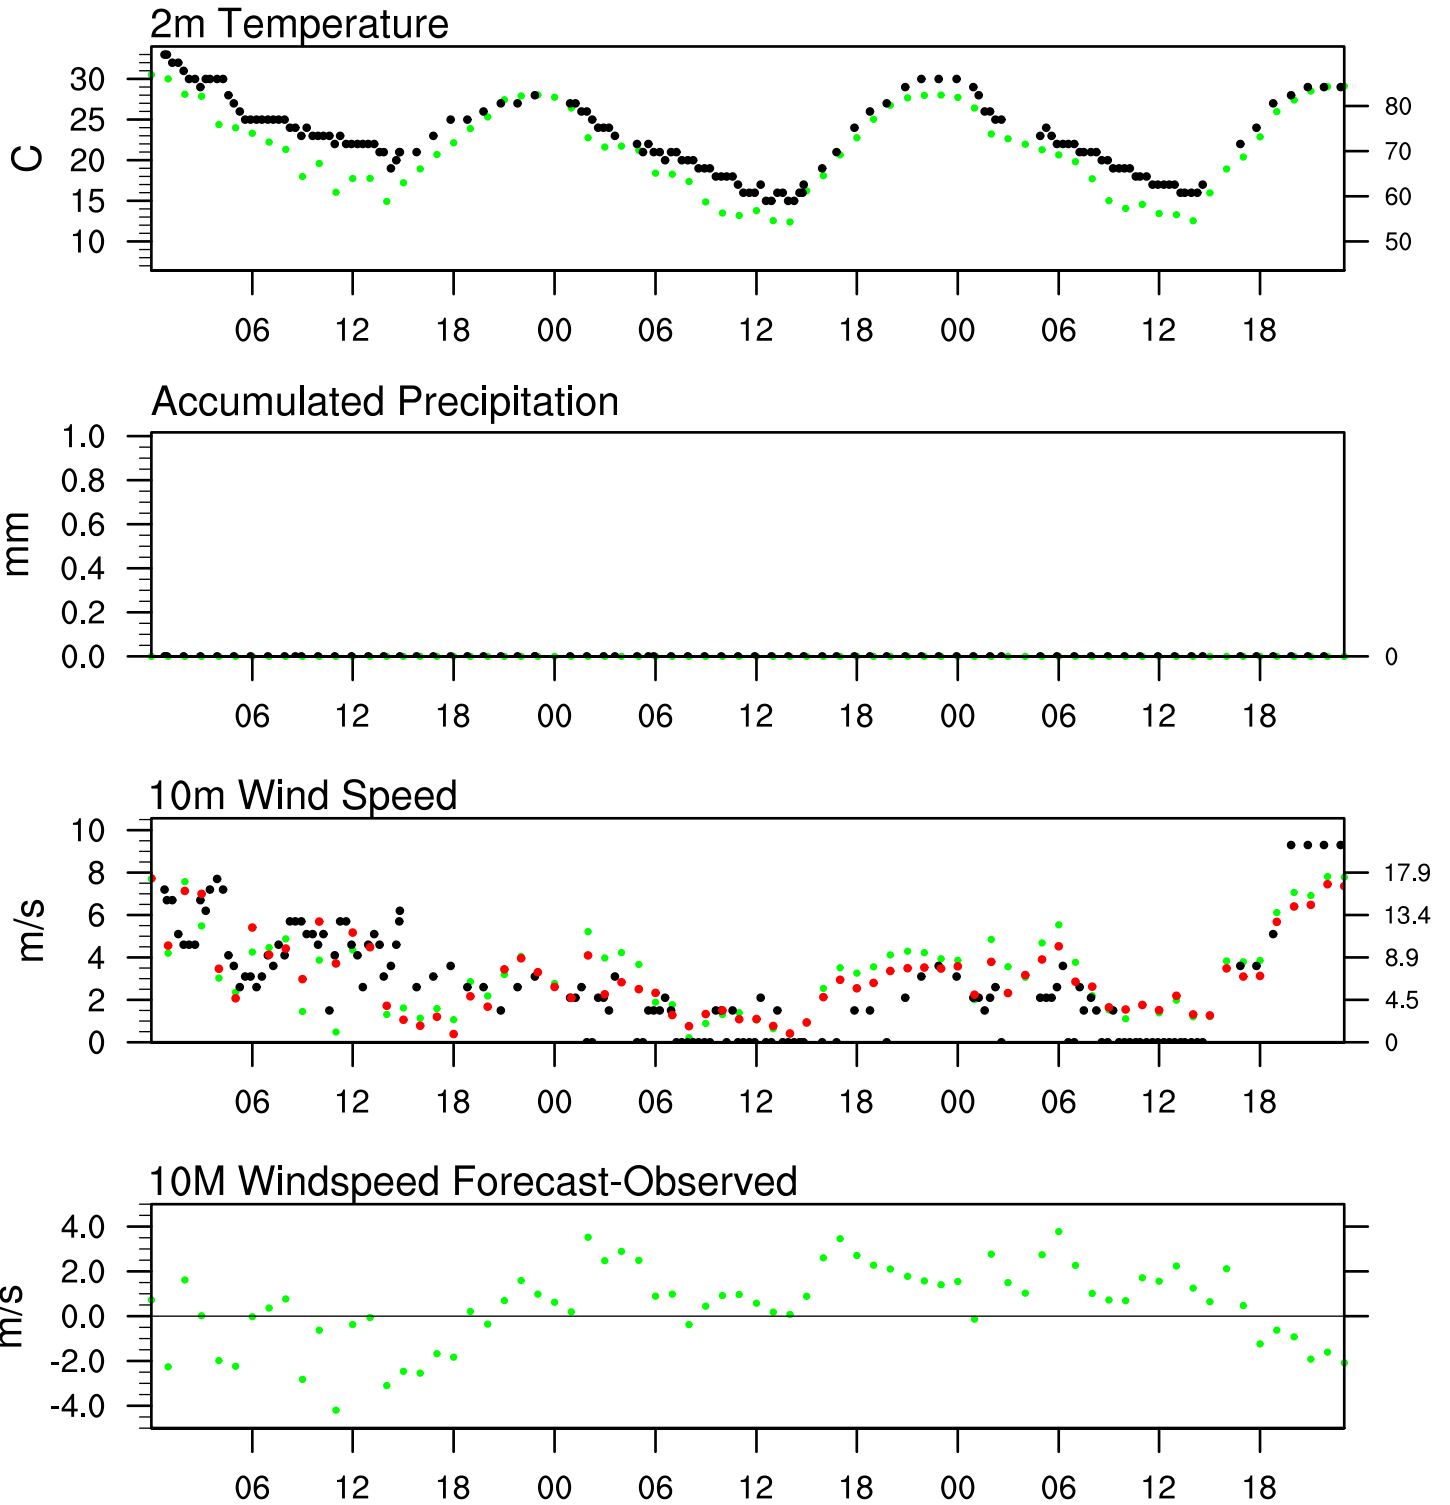 2m Temperature
30
25
20
15
10
C
80
70
60
50
06 12 18 00 06 12 18 00 06 12 18
Accumulated Precipitation
1.0
0.8
0.6
0.4
0.2
0.0
mm
0
06 12 18 00 06 12 18 00 06 12 18
10m Wind Speed
10
8
6
4
2
0
m/s
17.9
13.4
8.9
4.5
0
06 12 18 00 06 12 18 00 06 12 18
10M Windspeed Forecast-Observed
4.0
2.0
0.0
-2.0
-4.0
m/s
06 12 18 00 06 12 18 00 06 12 18